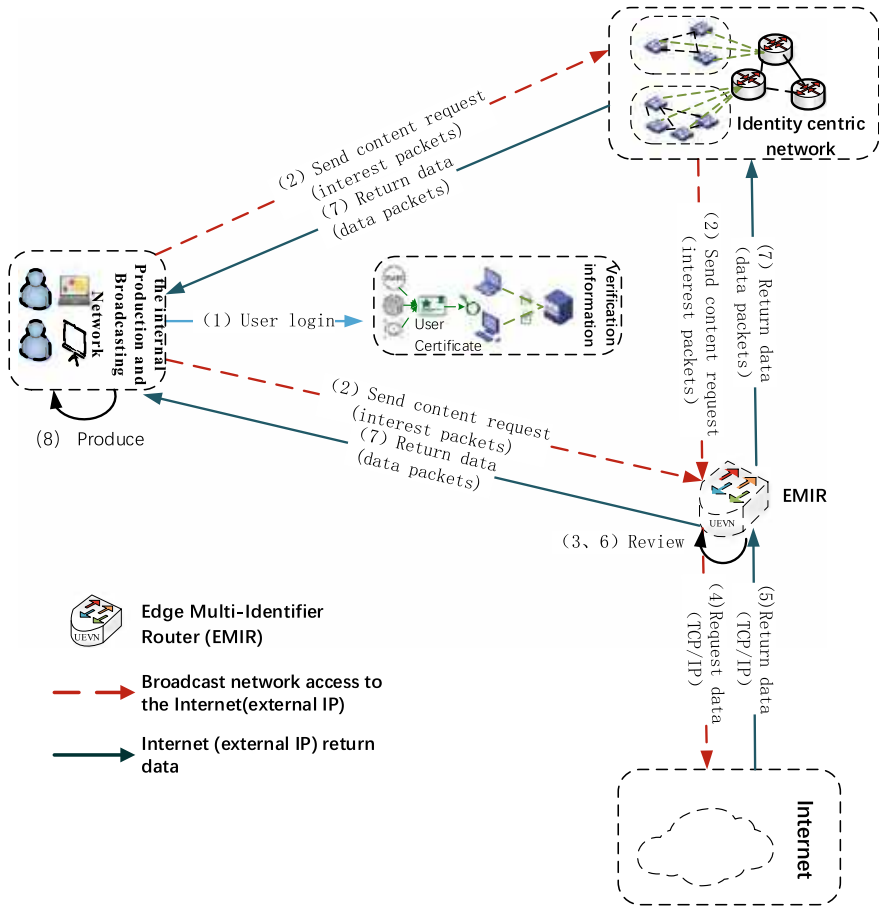 Identity centric
network
(2) Send content request
(interest packets)
(7) Return data
(data packets)
(2) Send content request
(interest packets)
(7) Return data
(data packets)
the internal
Production and
Broadcasting
Network
(1) User login
User
Certificate
Verification
information
(2) Send content request
(interest packets)
(7) Return data
(data packets)
(8) Produce
UEVN
EMIR
(3、6) Review
(4)Request data
(TCP/IP)
(5)Return data
(TCP/IP)
UEVN
Edge Multi-Identifier
Router (EMIR)
Broadcast network access to
the Internet(external IP)
Internet (external IP) return
data
Internet